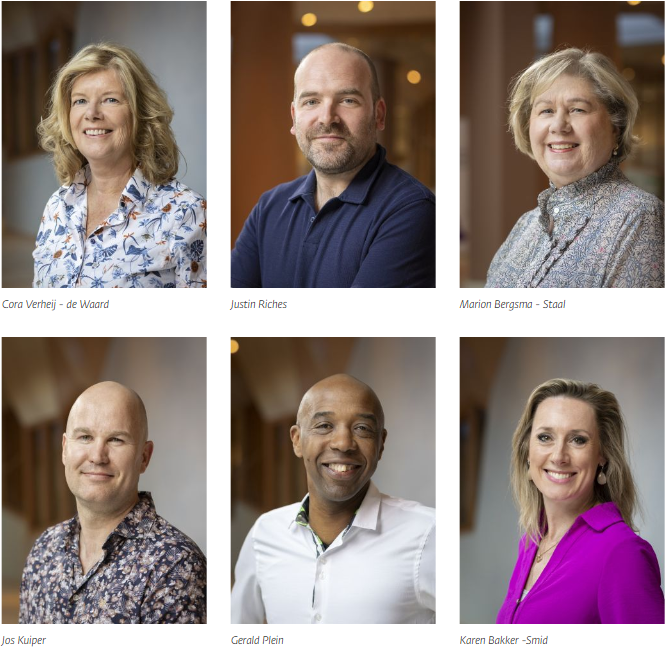 Cora Verheij - de Waard
Justin Riches
Marion Bergsma - Staal
Jos Kuiper
Gerald Plein
Karen Bakker -Smid